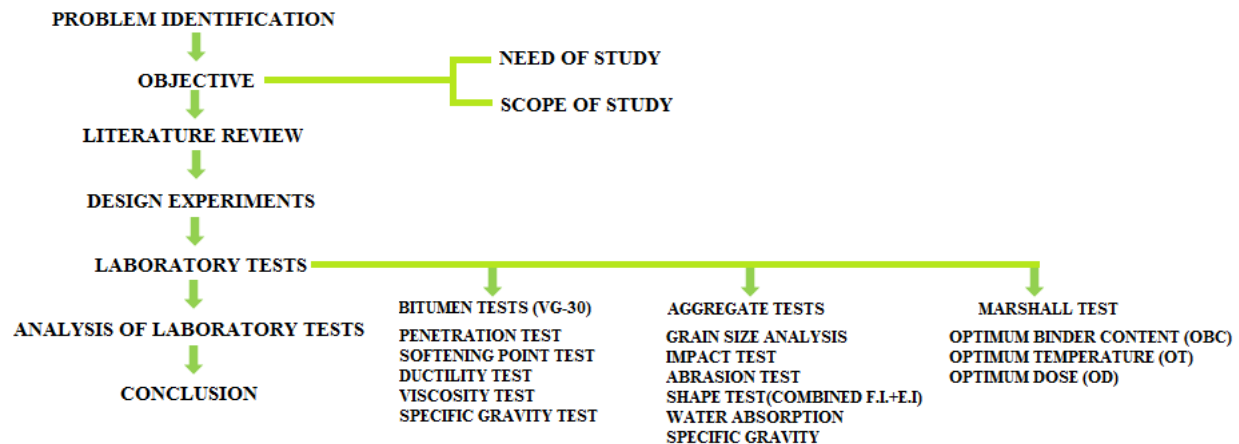 PROBLEM IDENTIFICATION
OBJECTIVE
NEED OF STUDY
SCOPE OF STUDY
LITERATURE REVIEW
DESIGN EXPERIMENTS
LABORATORY TESTS
ANALYSIS OF LABORATORY TESTS
CONCLUSION
BITUMEN TESTS (VG-30)
PENETRATION TEST
SOFTENING POINT TEST
DUCTILITY TEST
VISCOSITY TEST
SPECIFIC GRAVITY TEST
AGGREGATE TESTS
GRAIN SIZE ANALYSIS
IMPACT TEST
ABRASION TEST
SHAPE TEST(COMBINED F.I.+E.I)
WATER ABSORPTION
SPECIFIC GRAVITY
MARSHALL TEST
OPTIMUM BINDER CONTENT (OBC)
OPTIMUM TEMPERATURE (OT)
OPTIMUM DOSE (OD)